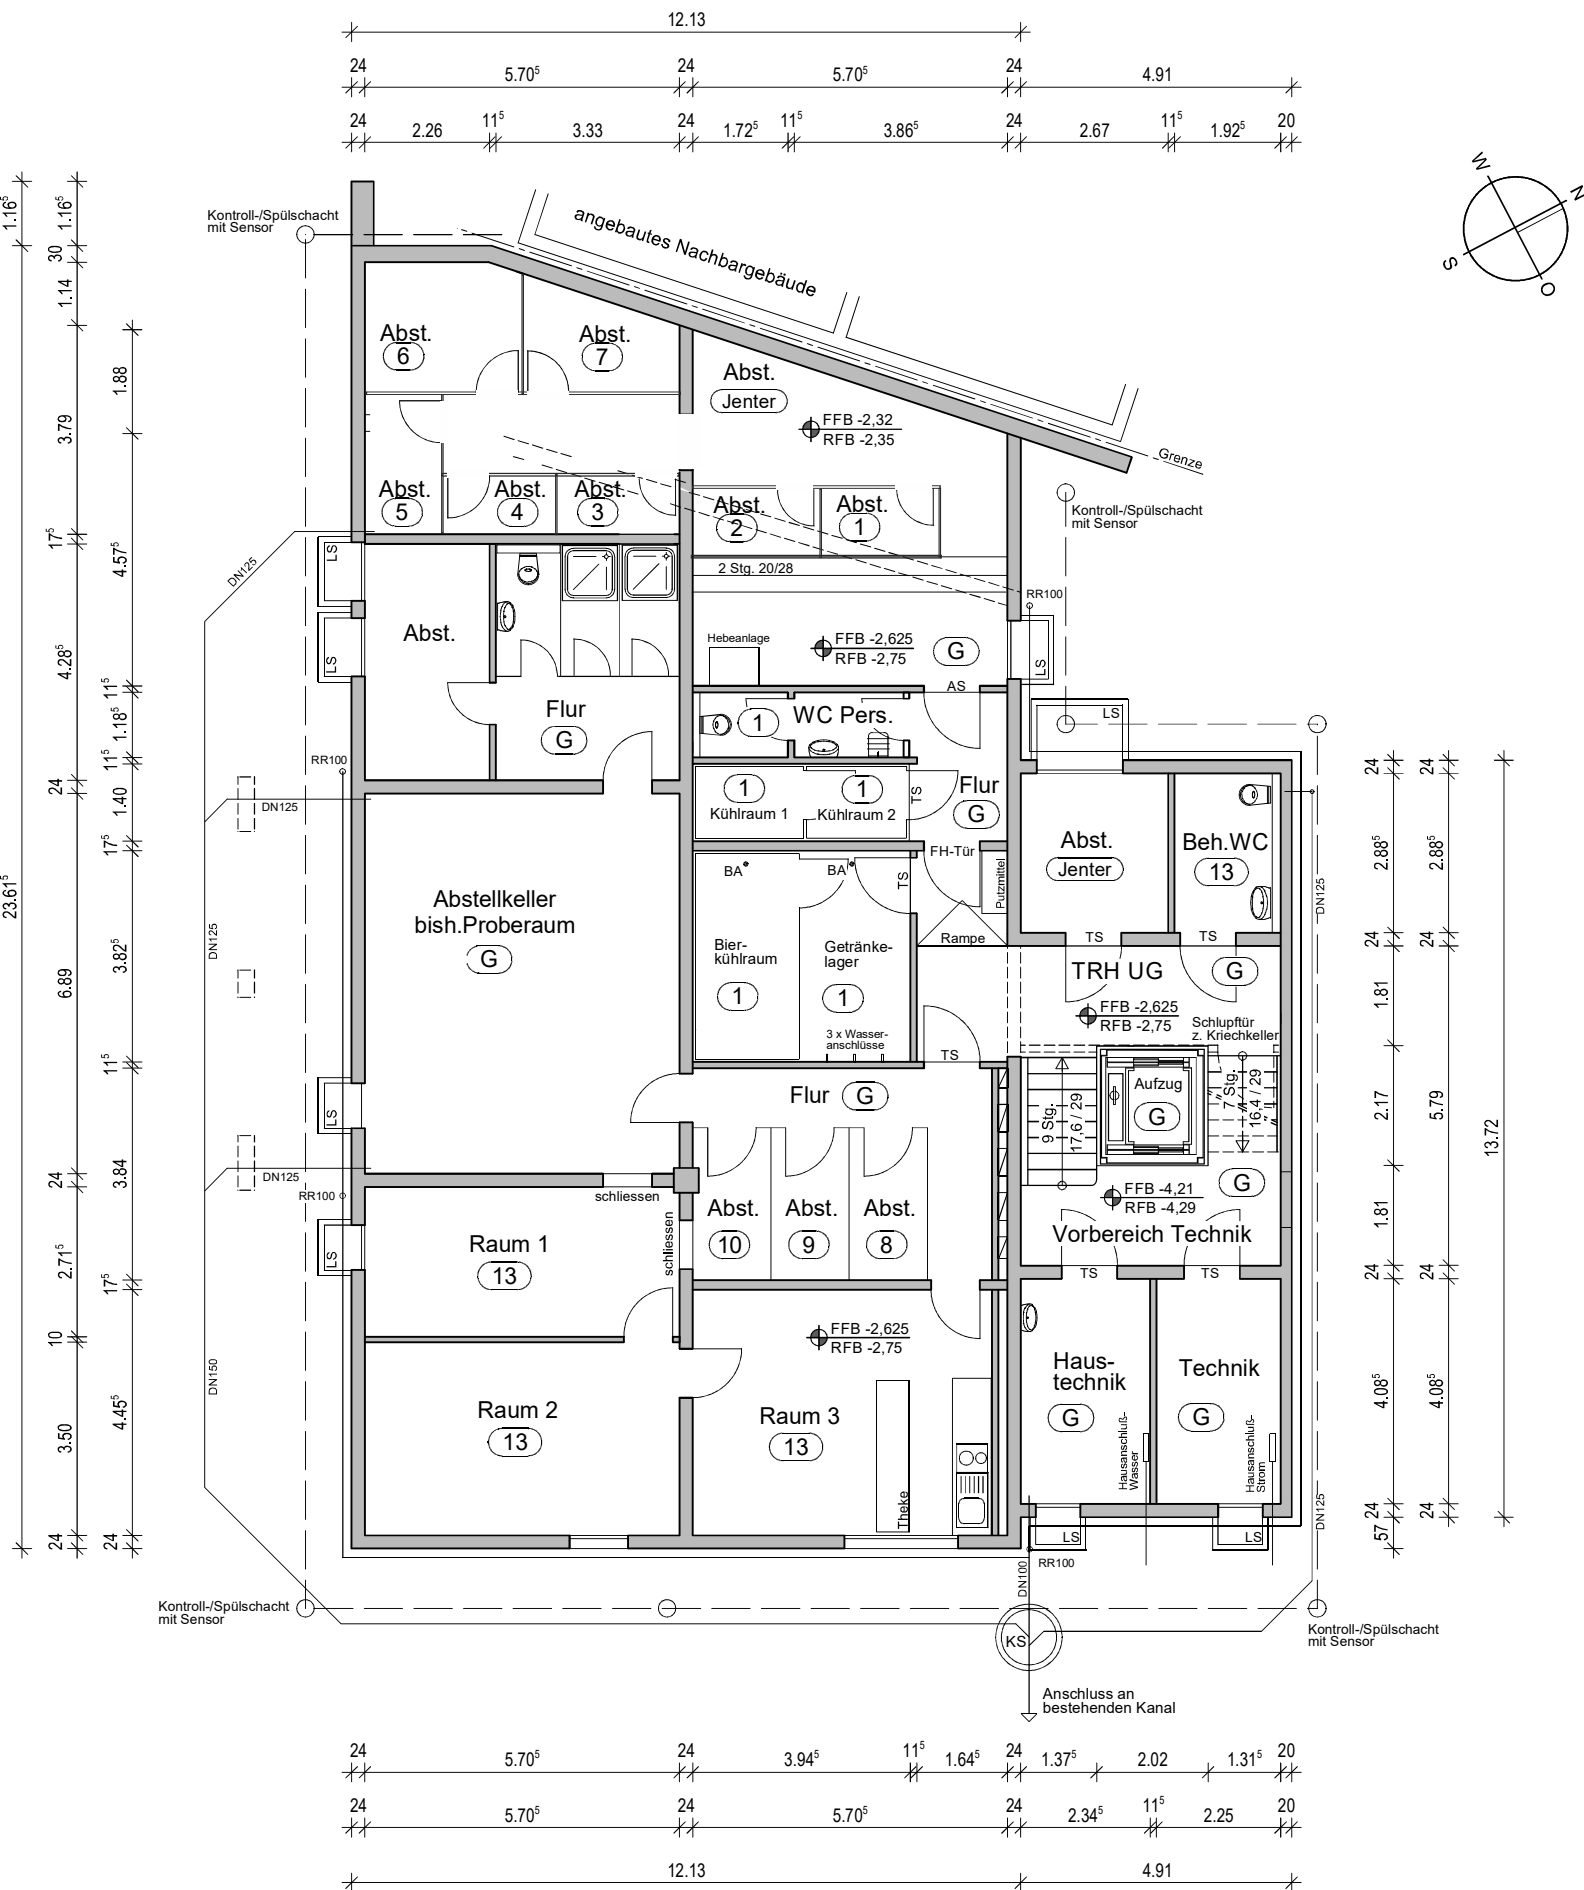 12.13
24 5.70⁵ 24 5.70⁵ 24 4.91
24 2.26 11⁵ 3.33 24 1.72⁵ 11⁵ 3.86⁵ 24 2.67 11⁵ 1.92⁵ 20
W
N
S
O
1.16⁵
23.61⁵
1.16⁵
30
1.14
3.79
17⁵
4.28⁵
24
6.89
24
2.71⁵
10
3.50
24
1.88
4.57⁵
11⁵
1.18⁵
11⁵
1.40
17⁵
3.82⁵
11⁵
3.84
17⁵
4.45⁵
24
Kontroll-/Spülschacht
mit Sensor
angebautes Nachbargebäude
Grenze
Abst.
6
Abst.
7
Abst.
Jenter
FFB -2,32
RFB -2,35
Abst.
5
Abst.
4
Abst.
3
Abst.
2
Abst.
1
Kontroll-/Spülschacht
mit Sensor
2 Stg. 20/28
DN125
LS
LS
Abst.
Flur
G
Hebeanlage
FFB -2,625
RFB -2,75
G
RR100
LS
AS
1
WC Pers.
LS
RR100
DN125
1
Kühlraum 1
1
Kühlraum 2
TS
Flur
G
FH-Tür
Putzmittel
Abst.
Jenter
Beh.WC
13
DN125
DN125
Abstellkeller
bish.Proberaum
G
BA
BA
TS
Bier-
kühlraum
1
Getränke-
lager
1
3 x Wasser-
anschlüsse
Rampe
TS
TS
TS
TRH UG
G
FFB -2,625
RFB -2,75
Schlupftür
z. Kriechkeller
LS
Flur
G
9 Stg.
17,6 / 29
Aufzug
G
7 Stg.
16,4 / 29
G
FFB -4,21
RFB -4,29
Vorbereich Technik
TS
TS
DN125
RR100
schliessen
schliessen
LS
Abst.
10
Abst.
9
Abst.
8
Raum 1
13
DN150
Raum 2
13
FFB -2,625
RFB -2,75
Raum 3
13
Theke
Haus-
technik
G
Hausanschluß-
Wasser
Technik
G
Hausanschluß-
Strom
DN125
LS
LS
RR100
DN100
KS
Kontroll-/Spülschacht
mit Sensor
Kontroll-/Spülschacht
mit Sensor
Anschluss an
bestehenden Kanal
24
2.88⁵
24
1.81
2.17
1.81
24
4.08⁵
24
57
24
2.88⁵
24
5.79
24
4.08⁵
24
13.72
24 5.70⁵ 24 3.94⁵ 11⁵ 1.64⁵ 24 1.37⁵ 2.02 1.31⁵ 20
24 5.70⁵ 24 5.70⁵ 24 2.34⁵ 11⁵ 2.25 20
12.13 4.91